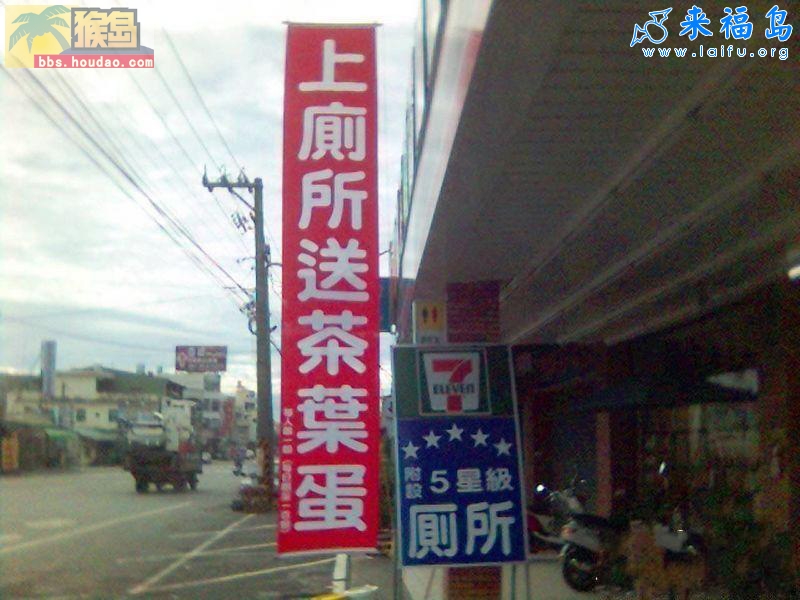 猴岛
bbs.houdao.com
来福岛
www.laifu.org
上廁所送茶葉蛋
7
ELEVEN
附設
5星級
廁所